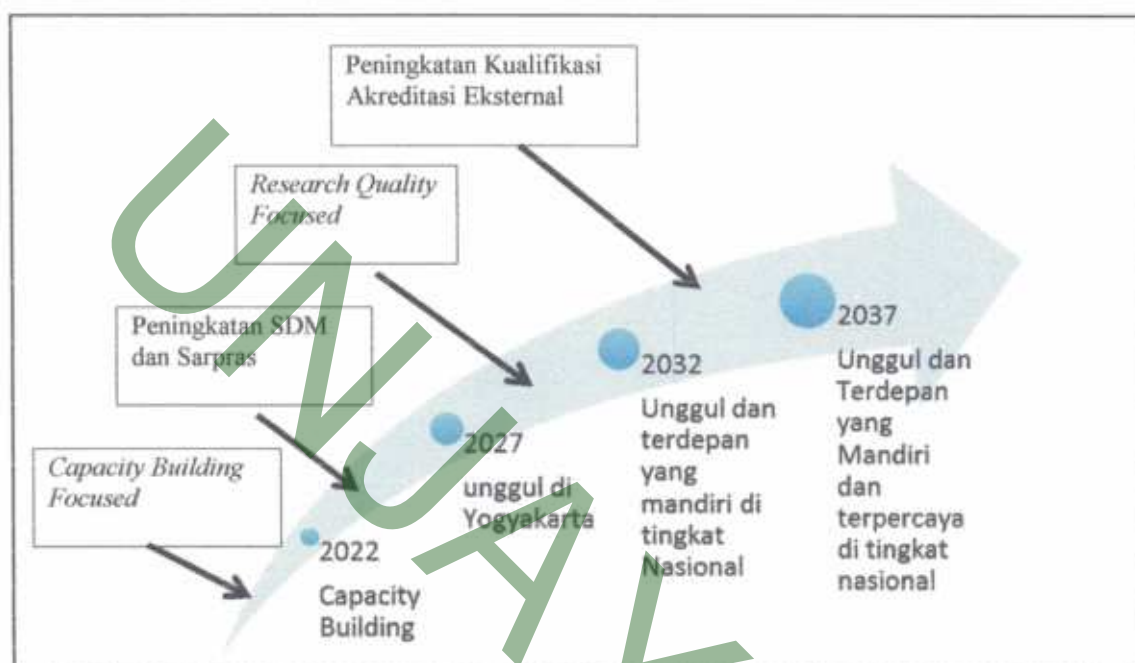 Peningkatan Kualifikasi
Akreditasi Eksternal
Research Quality
Focused
Peningkatan SDM
dan Sarpras
Capacity Building
Focused
2022
Capacity
Building
2027
unggul di
Yogyakarta
2032
Unggul dan
terdepan
yang
mandiri di
tingkat
Nasional
2037
Unggul dan
Terdepan
yang
Mandiri
dan
terpercaya
di tingkat
nasional
UNJAY